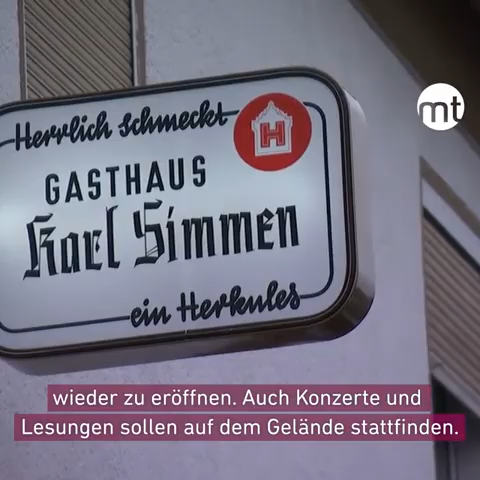 mt
Herrlich schmeckt
H
GASTHAUS
Karl Simmen
ein Herkules
wieder zu eröffnen. Auch Konzerte und
Lesungen sollen auf dem Gelände stattfinden.